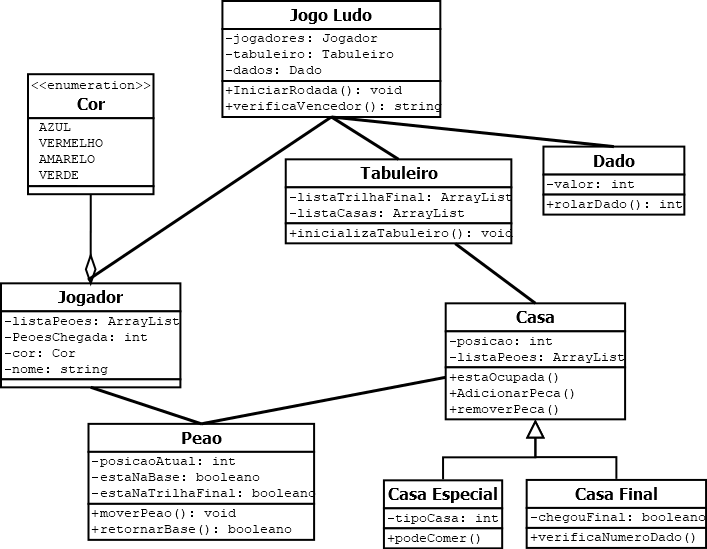 Jogo Ludo
-jogadores: Jogador
-tabuleiro: Tabuleiro
-dados: Dado
+IniciarRodada(): void
+verificaVencedor(): string
<<enumeration>>
Cor
AZUL
VERMELHO
AMARELO
VERDE
Tabuleiro
-listaTrilhaFinal: ArrayList
-listaCasas: ArrayList
+inicializaTabuleiro(): void
Dado
-valor: int
+rolarDado(): int
Jogador
-listaPeoes: ArrayList
-PeoesChegada: int
-cor: Cor
-nome: string
Casa
-posicao: int
-listaPeoes: ArrayList
+estaOcupada()
+AdicionarPeca()
+removerPeca()
Peao
-posicaoAtual: int
-estaNaBase: booleano
-estaNaTrilhaFinal: booleano
+moverPeao(): void
+retornarBase(): booleano
Casa Especial
-tipoCasa: int
+podeComer()
Casa Final
-chegouFinal: booleano
+verificaNumeroDado()